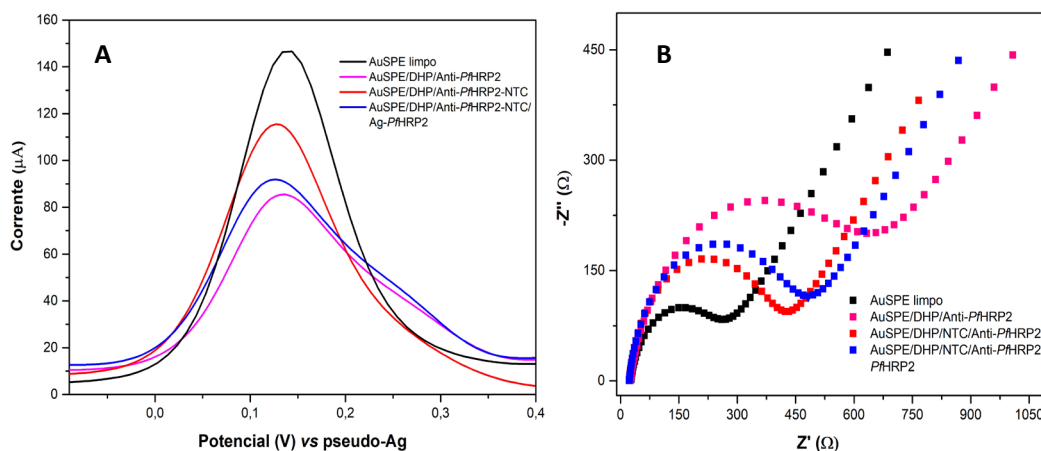 A
160
140
120
100
80
60
40
20
0
Corrente (µA)
0,0
0,1
0,2
0,3
0,4
Potencial (V) vs pseudo-Ag
AuSPE limpo
AuSPE/DHP/Anti-PfHRP2
AuSPE/DHP/Anti-PfHRP2-NTC
AuSPE/DHP/Anti-PfHRP2-NTC/
Ag-PfHRP2
B
450
300
150
0
-Z'' (Ω)
0
150
300
450
600
750
900
1050
Z' (Ω)
AuSPE limpo
AuSPE/DHP/Anti-PfHRP2
AuSPE/DHP/NTC/Anti-PfHRP2
AuSPE/DHP/NTC/Anti-PfHRP2
PfHRP2